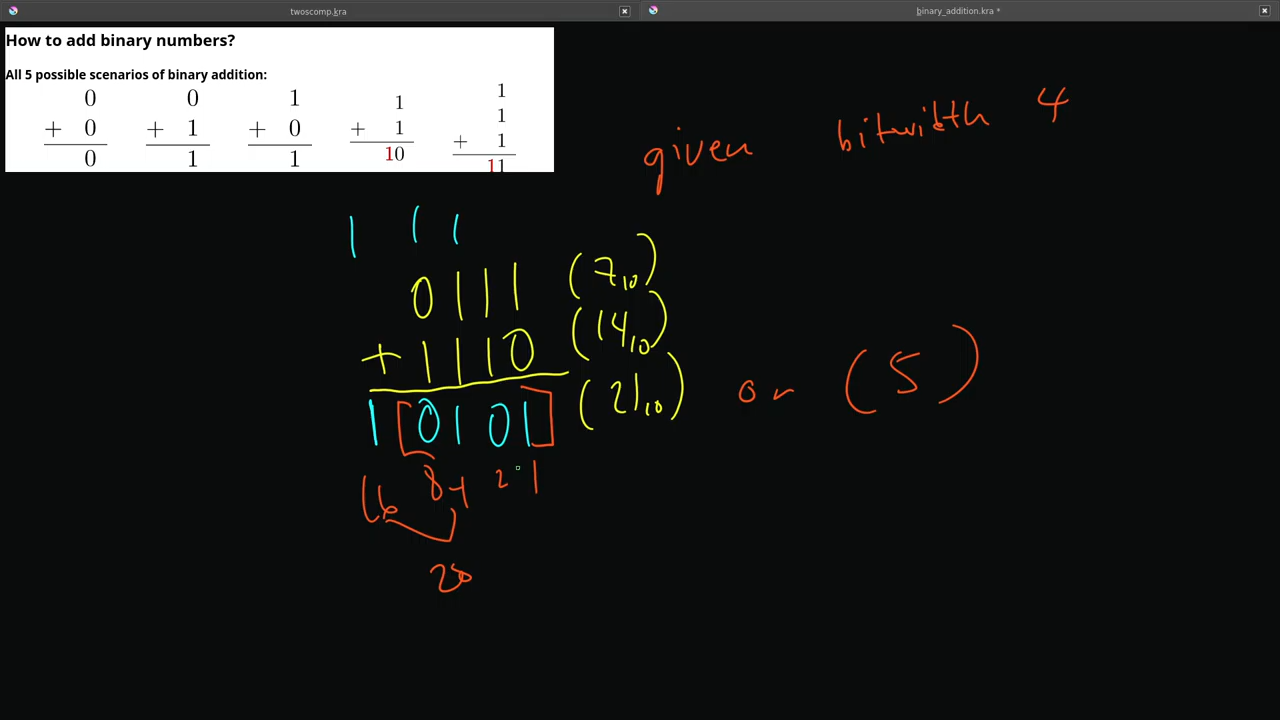 twoscomp.kra
binary_addition.kra *
How to add binary numbers?
All 5 possible scenarios of binary addition:
0 0 1 1 1
+ 0 + 1 + 0 + 1 1
+ 1
0 1 1 10 11
given bitwidth 4
1 1 1
0111 (7₁₀)
+1110 (14₁₀)
1[0101] (21₁₀) or (5)
16 8 4 2 1
20